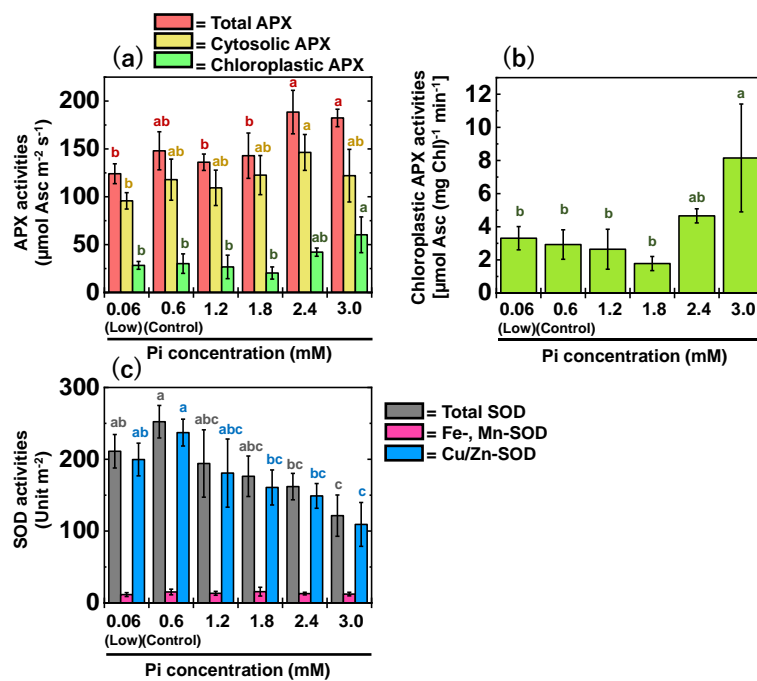 = Total APX
= Cytosolic APX
= Chloroplastic APX
(a)
APX activities
(μmol Asc m⁻² s⁻¹)
200
150
100
50
0
b b b
ab ab b
b ab b
b ab b
a a ab
a ab a
0.06 0.6 1.2 1.8 2.4 3.0
(Low)(Control)
Pi concentration (mM)
(b)
Chloroplastic APX activities
[μmol Asc (mg Chl)⁻¹ min⁻¹]
12
10
8
6
4
2
0
b b b b ab a
0.06 0.6 1.2 1.8 2.4 3.0
(Low)(Control)
Pi concentration (mM)
(c)
SOD activities
(Unit m⁻²)
300
200
100
0
ab ab
a a
abc abc
abc bc
bc bc
c c
0.06 0.6 1.2 1.8 2.4 3.0
(Low)(Control)
Pi concentration (mM)
= Total SOD
= Fe-, Mn-SOD
= Cu/Zn-SOD